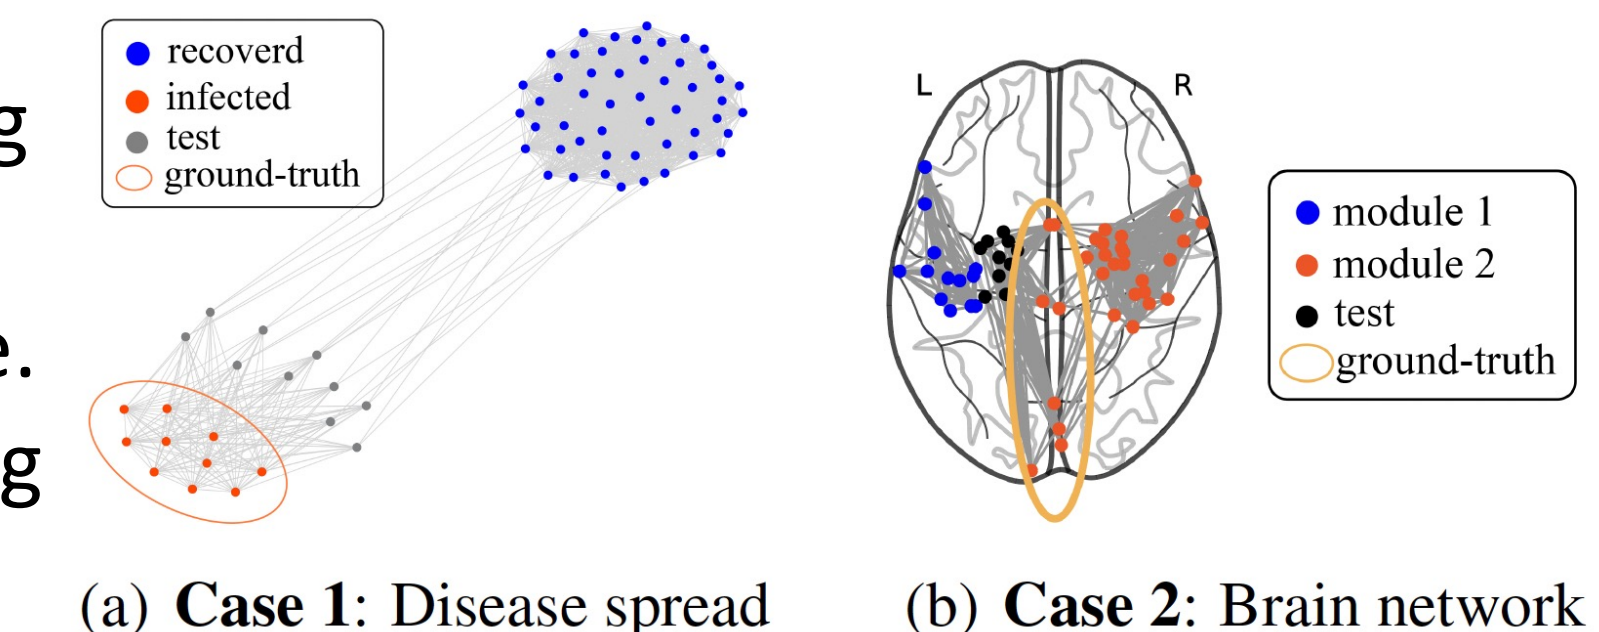 g
e.
g
recoverd
infected
test
ground-truth
L
R
module 1
module 2
test
ground-truth
(a) Case 1: Disease spread
(b) Case 2: Brain network